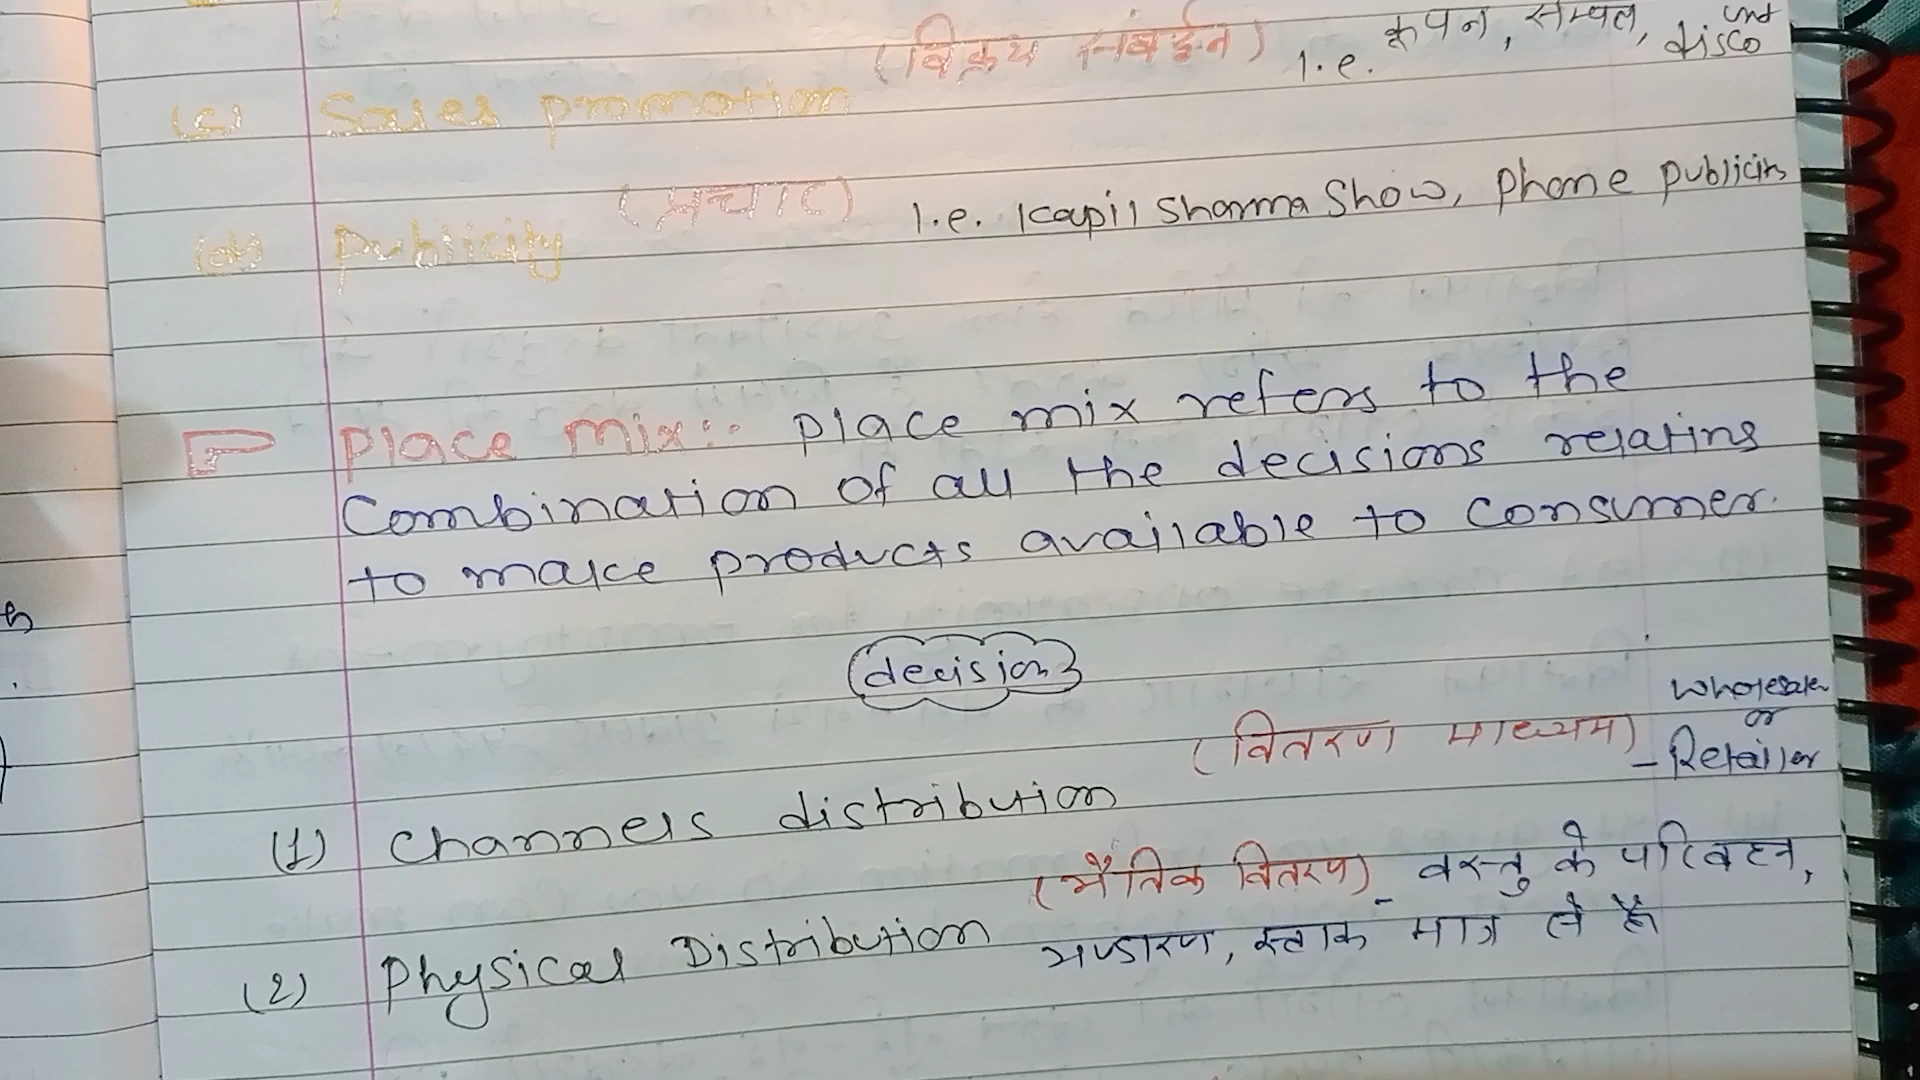 (c) Sales promotion (विक्रय संवर्द्धन) i.e. कूपन, सेम्पल, discount
(d) Publicity (प्रचार) i.e. Kapil Sharma Show, Phone publicity
Place mix:- Place mix refers to the
Combination of all the decisions relating
to make products available to consumer.
decision
(1) Channels distribution (वितरण माध्यम) - Wholesaler or Retailer
(2) Physical Distribution (भौतिक वितरण) - वस्तु के परिवहन,
भण्डारण, स्टाक मात्र से है